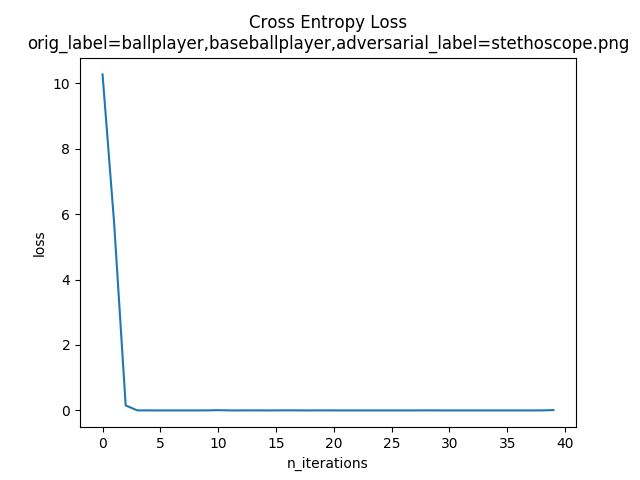 Cross Entropy Loss
orig_label=ballplayer,baseballplayer,adversarial_label=stethoscope.png
10
8
6
4
2
0
loss
0 5 10 15 20 25 30 35 40
n_iterations